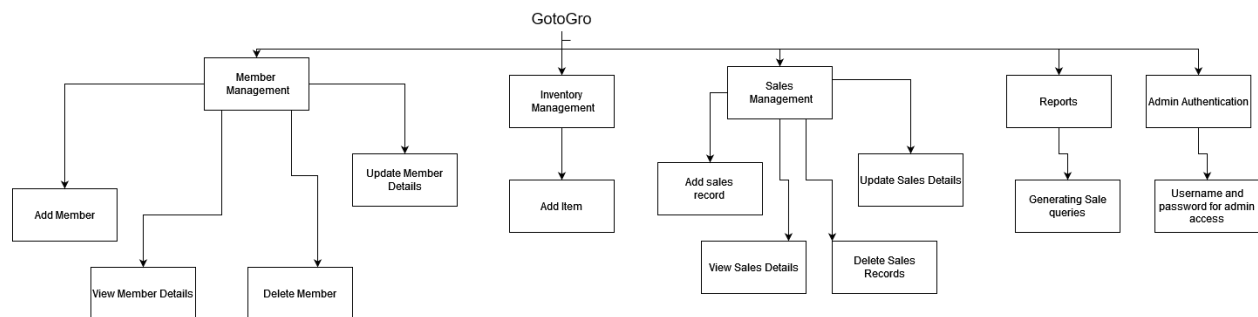 GotoGro
Member
Management
Inventory
Management
Sales
Management
Reports
Admin Authentication
Add Member
View Member Details
Delete Member
Update Member
Details
Add Item
Add sales
record
View Sales Details
Delete Sales
Records
Update Sales Details
Generating Sale
queries
Username and
password for admin
access